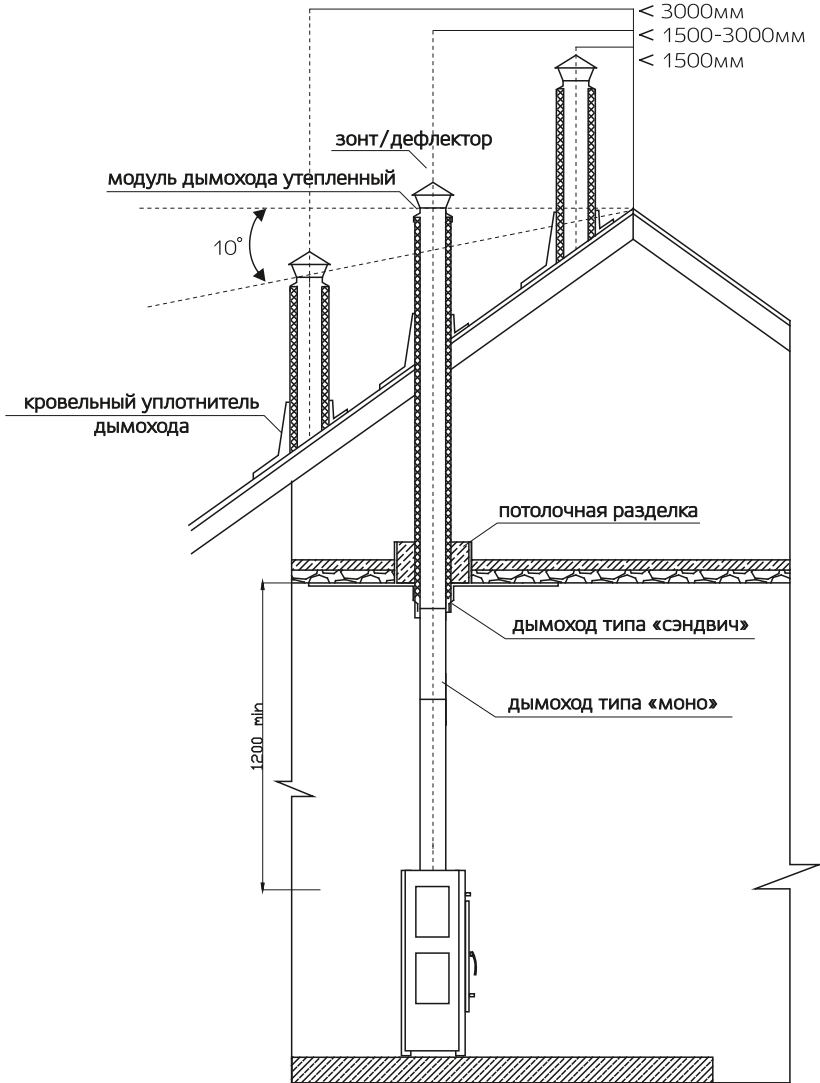 < 3000мм
< 1500-3000мм
< 1500мм
зонт/дефлектор
модуль дымохода утепленный
10°
кровельный уплотнитель
дымохода
потолочная разделка
дымоход типа «сэндвич»
дымоход типа «моно»
1200 min